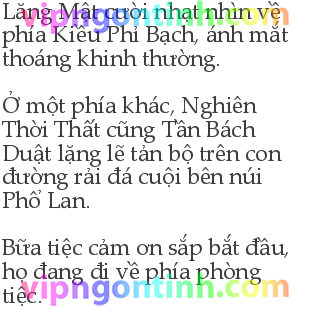 Lăng Mật cười nhạt nhìn về
phía Kiều Phỉ Bạch, ánh mắt
thoáng khinh thường.
Ở một phía khác, Nghiên
Thời Thất cũng Tần Bách
Duật lặng lẽ tản bộ trên con
đường rải đá cuội bên núi
Phổ Lan.
Bữa tiệc cảm ơn sắp bắt đầu,
họ đang đi về phía phòng
tiệc.
vipngontinh.com
vipngontinh.com